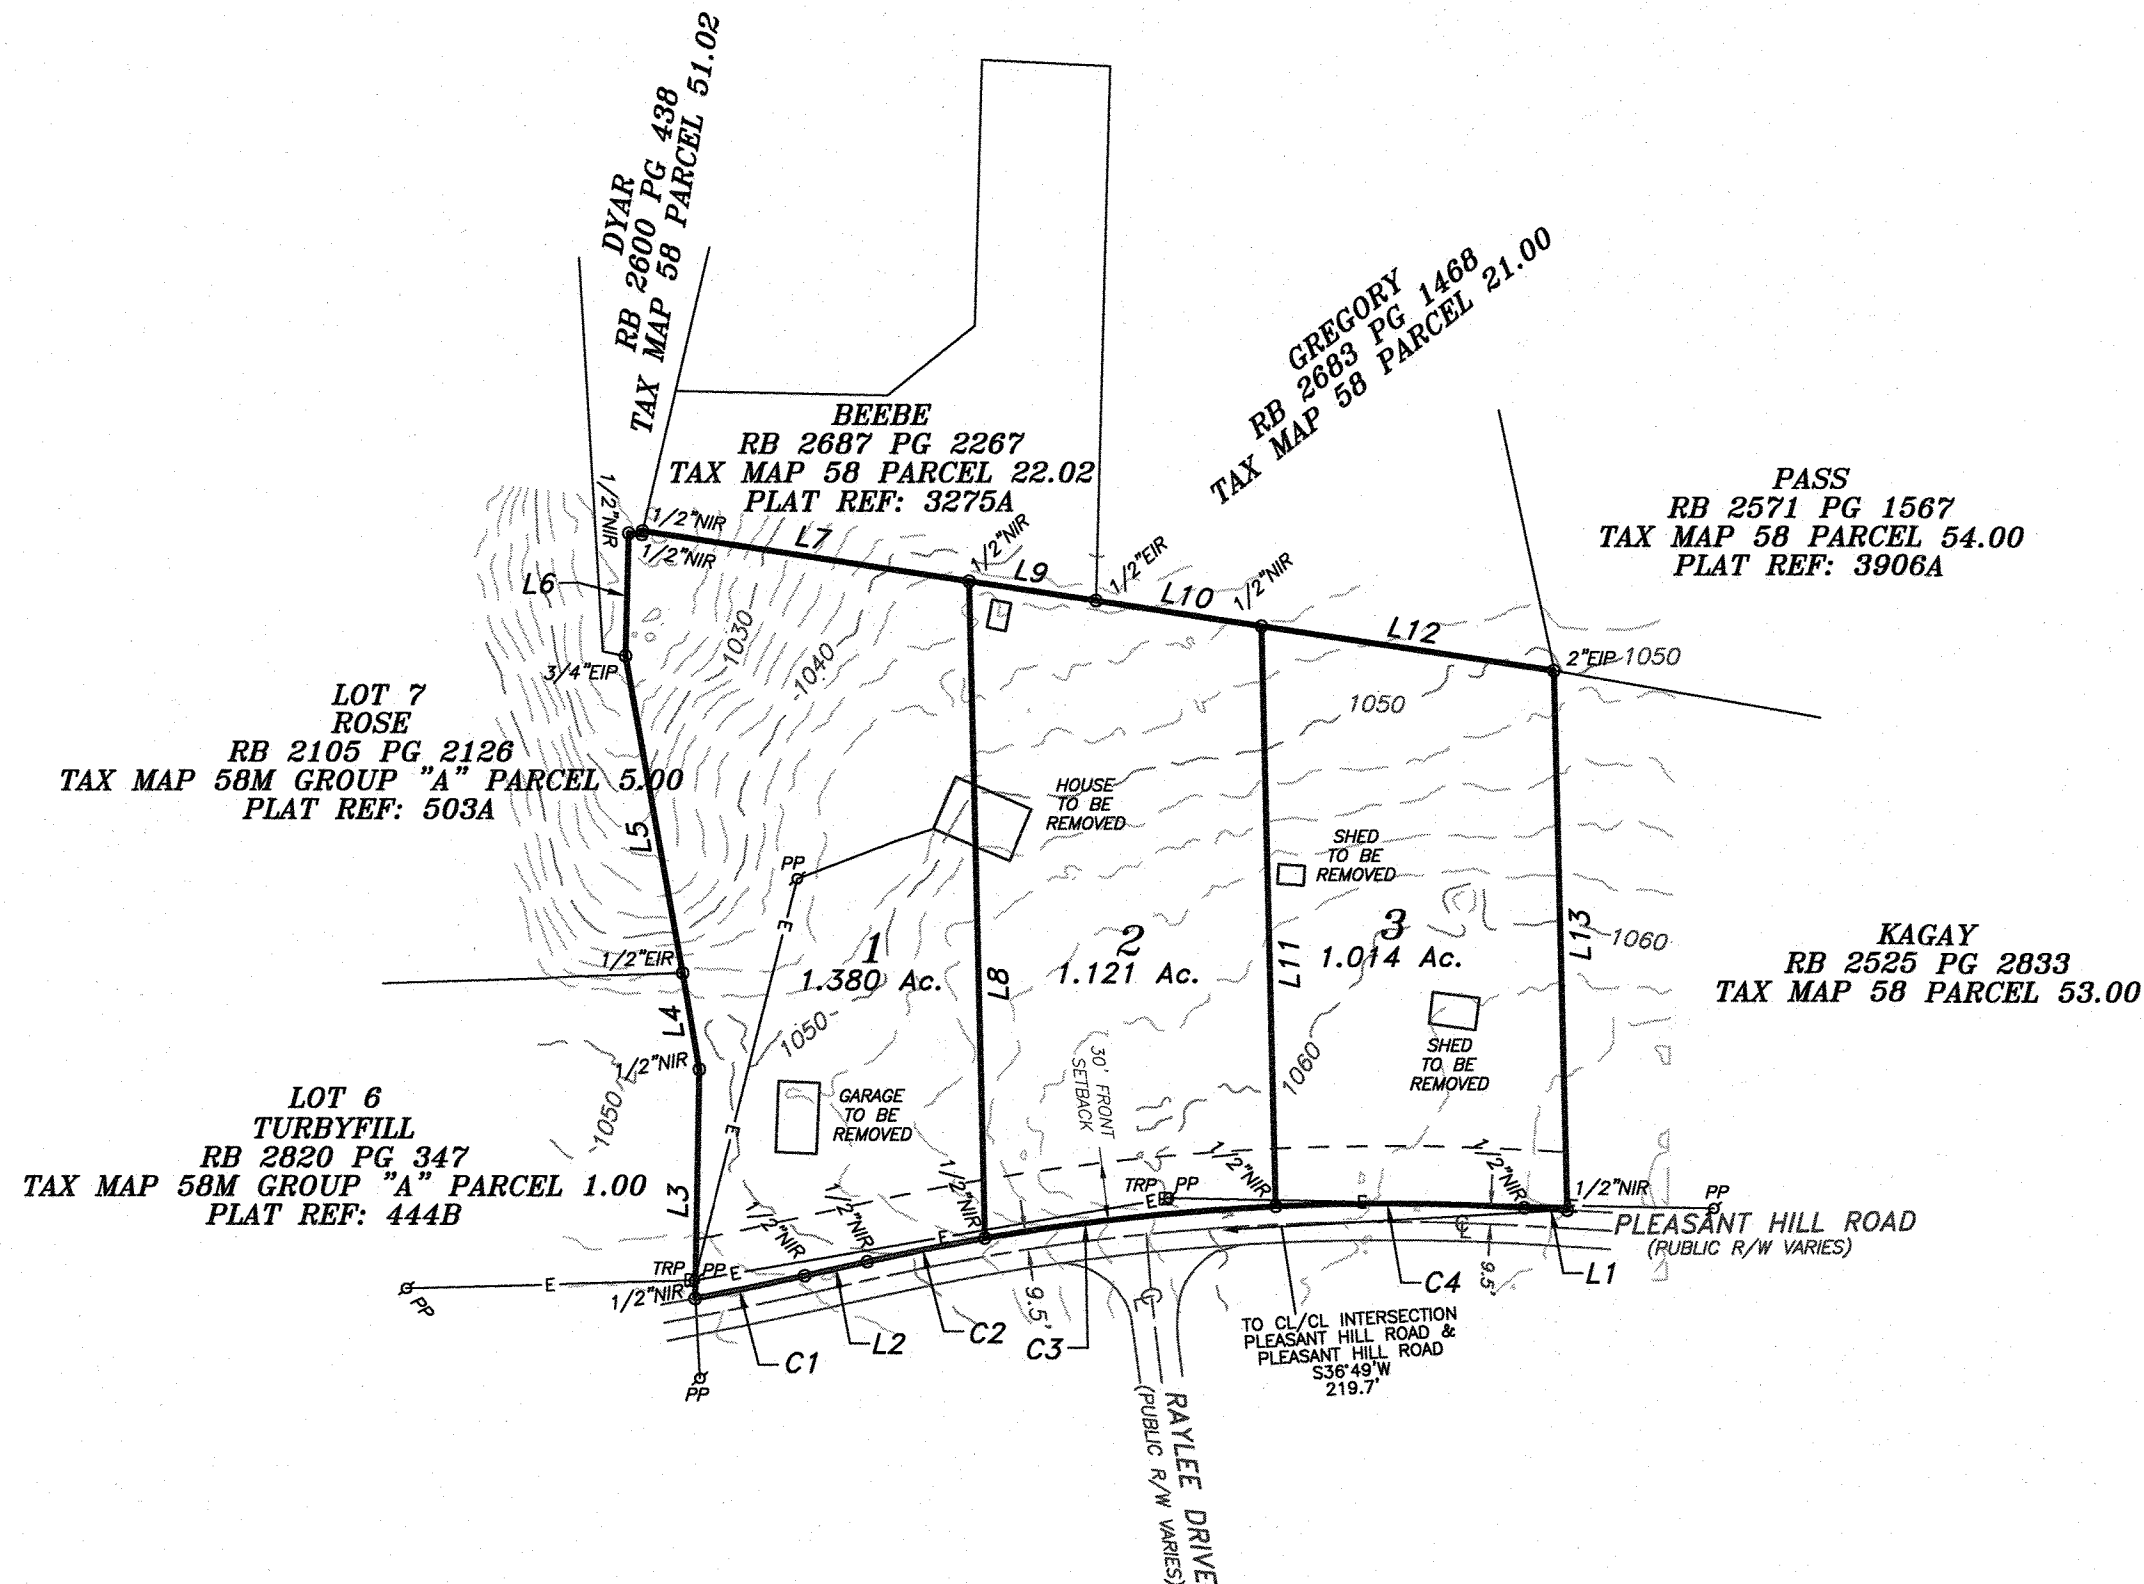 DYAR
RB 2600 PG 438
TAX MAP 58 PARCEL 51.02
BEEBE
RB 2687 PG 2267
TAX MAP 58 PARCEL 22.02
PLAT REF: 3275A
GREGORY
RB 2683 PG 1468
TAX MAP 58 PARCEL 21.00
PASS
RB 2571 PG 1567
TAX MAP 58 PARCEL 54.00
PLAT REF: 3906A
1/2"NIR
1/2"NIR
1/2"NIR
L7
1/2"NIR
L9
1/2"EIR
L10
1/2"NIR
L12
2"EIP
1050
L6
3/4"EIP
1030
1040
1050
LOT 7
ROSE
RB 2105 PG 2126
TAX MAP 58M GROUP "A" PARCEL 5.00
PLAT REF: 503A
L5
HOUSE
TO BE
REMOVED
PP
E
SHED
TO BE
REMOVED
1
1.380 Ac.
2
1.121 Ac.
3
1.014 Ac.
L8
L11
L13
1060
KAGAY
RB 2525 PG 2833
TAX MAP 58 PARCEL 53.00
1/2"EIR
L4
1/2"NIR
1050
1050
1060
SHED
TO BE
REMOVED
30' FRONT
SETBACK
GARAGE
TO BE
REMOVED
E
LOT 6
TURBYFILL
RB 2820 PG 347
TAX MAP 58M GROUP "A" PARCEL 1.00
PLAT REF: 444B
L3
1/2"NIR
1/2"NIR
1/2"NIR
TRP
PP
E
1/2"NIR
E
1/2"NIR
1/2"NIR
PP
PLEASANT HILL ROAD
(PUBLIC R/W VARIES)
TRP
PP
E
E
1/2"NIR
E
PP
PP
C1
L2
C2
9.5'
C3
CL
CL
9.5'
C4
L1
TO CL/CL INTERSECTION
PLEASANT HILL ROAD &
PLEASANT HILL ROAD
S36°49'W
219.7'
RAYLEE DRIVE
(PUBLIC R/W VARIES)